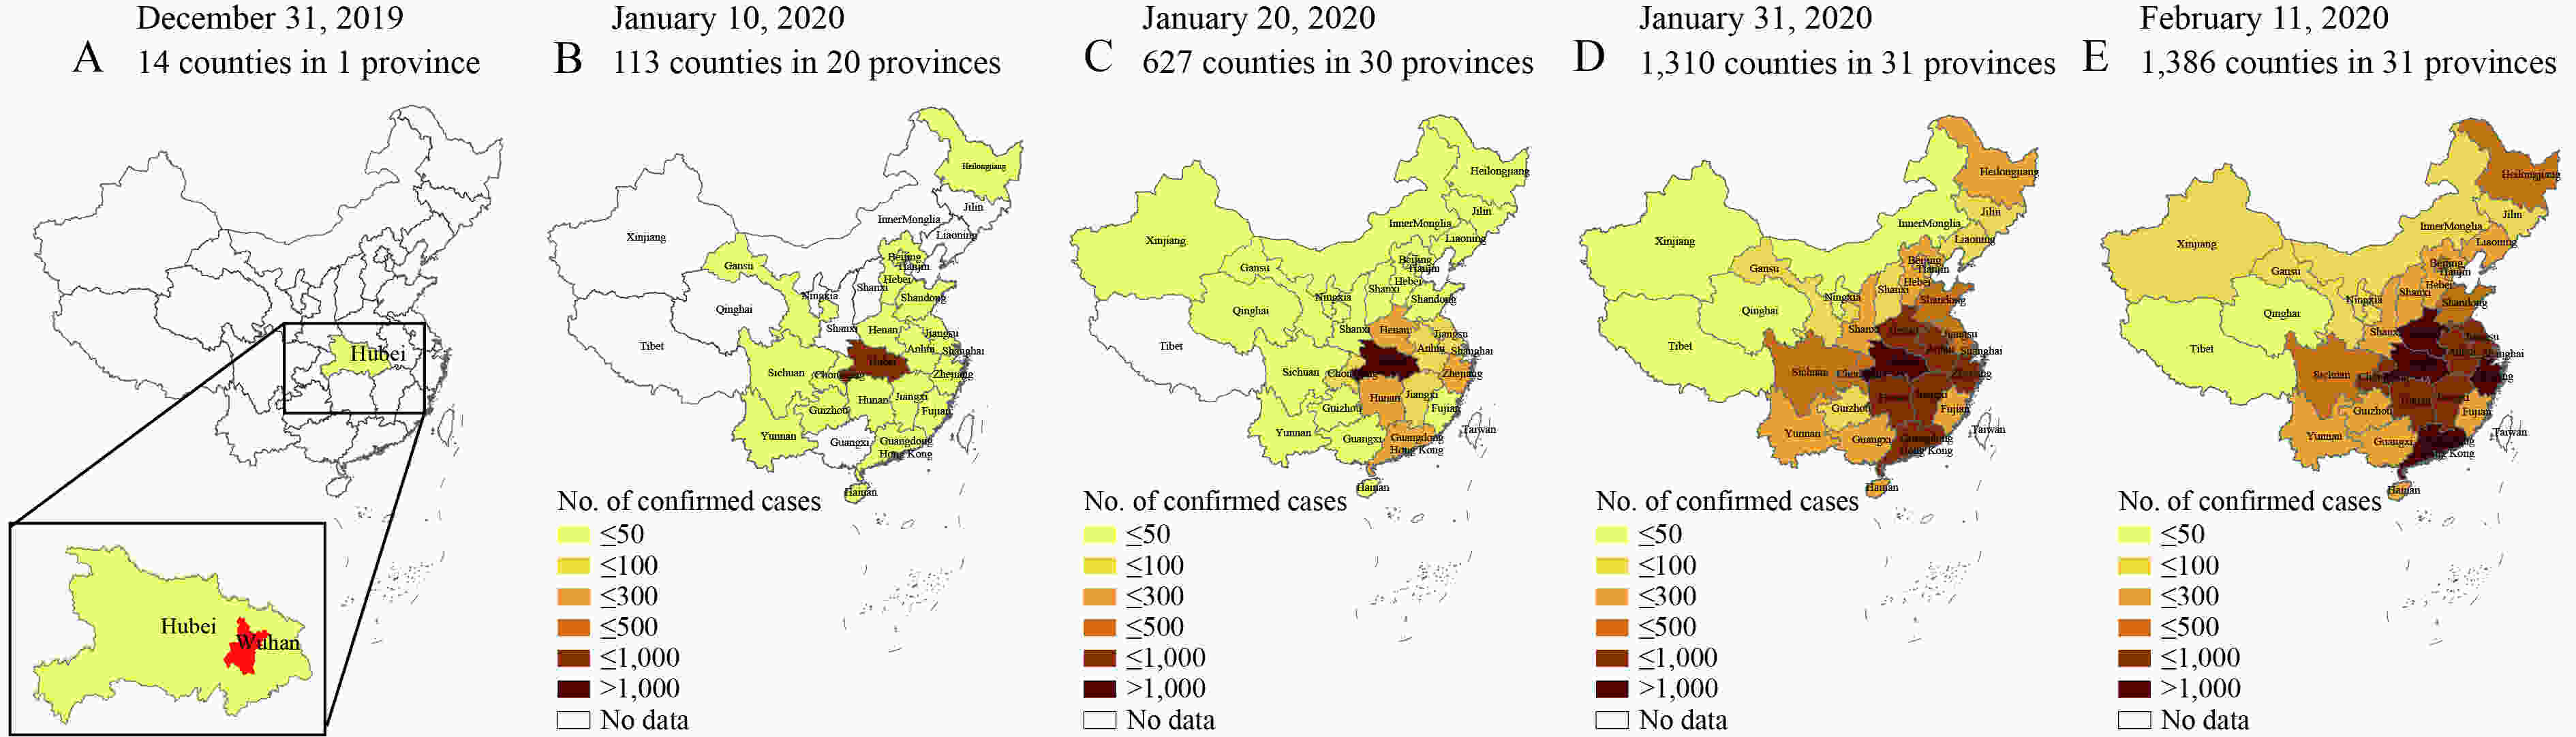 December 31, 2019
A 14 counties in 1 province
Hubei
Hubei
Wuhan
January 10, 2020
B 113 counties in 20 provinces
Heilongjiang
Jilin
InnerMonglia
Liaoning
Xinjiang
Beijing
Tianjin
Gansu
Hebei
Shanxi
Ningxia
Shandong
Qinghai
Shanxi
Henan
Jiangsu
Tibet
Anhui
Shanghai
Hubei
Sichuan
Zhejiang
Hunan
Jiangxi
Guizhou
Fujian
Yunnan
Guangxi
Guangdong
Hong Kong
Hainan
No. of confirmed cases
≤50
≤100
≤300
≤500
≤1,000
>1,000
No data
January 20, 2020
C 627 counties in 30 provinces
Heilongjiang
Jilin
InnerMonglia
Liaoning
Xinjiang
Beijing
Tianjin
Gansu
Hebei
Shanxi
Ningxia
Shandong
Qinghai
Shanxi
Henan
Jiangsu
Tibet
Anhui
Shanghai
Sichuan
Zhejiang
Hunan
Jiangxi
Guizhou
Fujian
Yunnan
Guangxi
Guangdong
Taiwan
Hong Kong
Hainan
No. of confirmed cases
≤50
≤100
≤300
≤500
≤1,000
>1,000
No data
January 31, 2020
D 1,310 counties in 31 provinces
Heilongjiang
Jilin
InnerMonglia
Liaoning
Xinjiang
Beijing
Tianjin
Gansu
Hebei
Shanxi
Ningxia
Shandong
Qinghai
Shanxi
Henan
Jiangsu
Tibet
Anhui
Shanghai
Sichuan
Zhejiang
Hunan
Jiangxi
Guizhou
Fujian
Yunnan
Guangxi
Guangdong
Taiwan
Hong Kong
Hainan
No. of confirmed cases
≤50
≤100
≤300
≤500
≤1,000
>1,000
No data
February 11, 2020
E 1,386 counties in 31 provinces
Heilongjiang
Jilin
InnerMonglia
Liaoning
Xinjiang
Beijing
Tianjin
Gansu
Hebei
Shanxi
Ningxia
Shandong
Qinghai
Shanxi
Jiangsu
Tibet
Anhui
Shanghai
Sichuan
Hunan
Guizhou
Fujian
Yunnan
Guangxi
Taiwan
Kong
Hainan
No. of confirmed cases
≤50
≤100
≤300
≤500
≤1,000
>1,000
No data